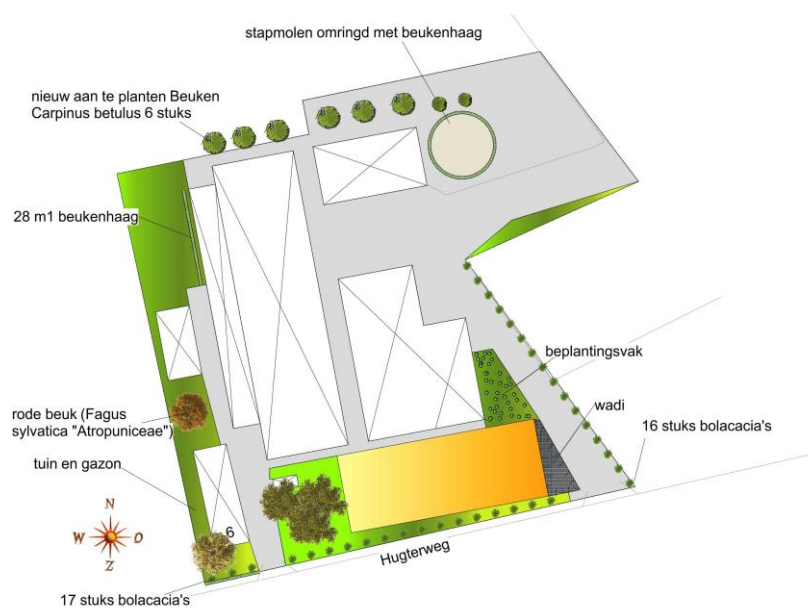 stapmolen omringd met beukenhaag
nieuw aan te planten Beuken
Carpinus betulus 6 stuks
28 m1 beukenhaag
beplantingsvak
wadi
rode beuk (Fagus
sylvatica "Atropuniceae")
16 stuks bolacacia's
tuin en gazon
N
W O
Z
6
Hugterweg
17 stuks bolacacia's